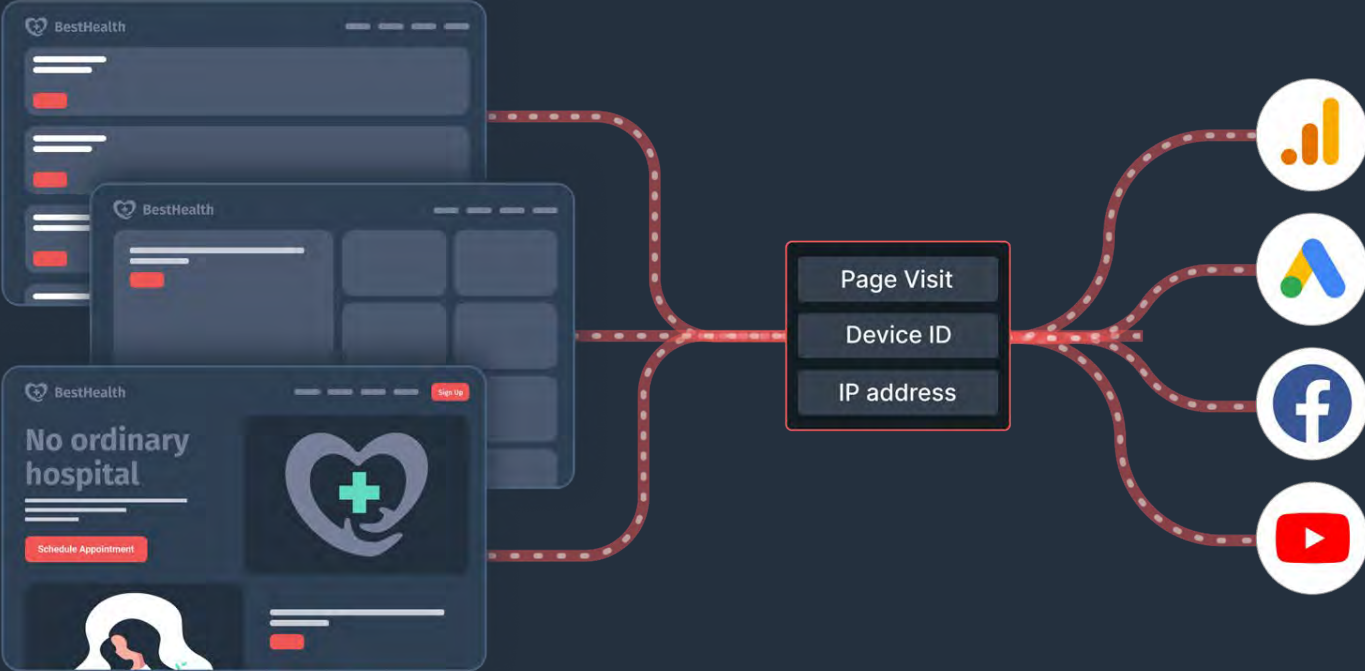 BestHealth
BestHealth
BestHealth
Sign Up
No ordinary
hospital
Schedule Appointment
Page Visit
Device ID
IP address